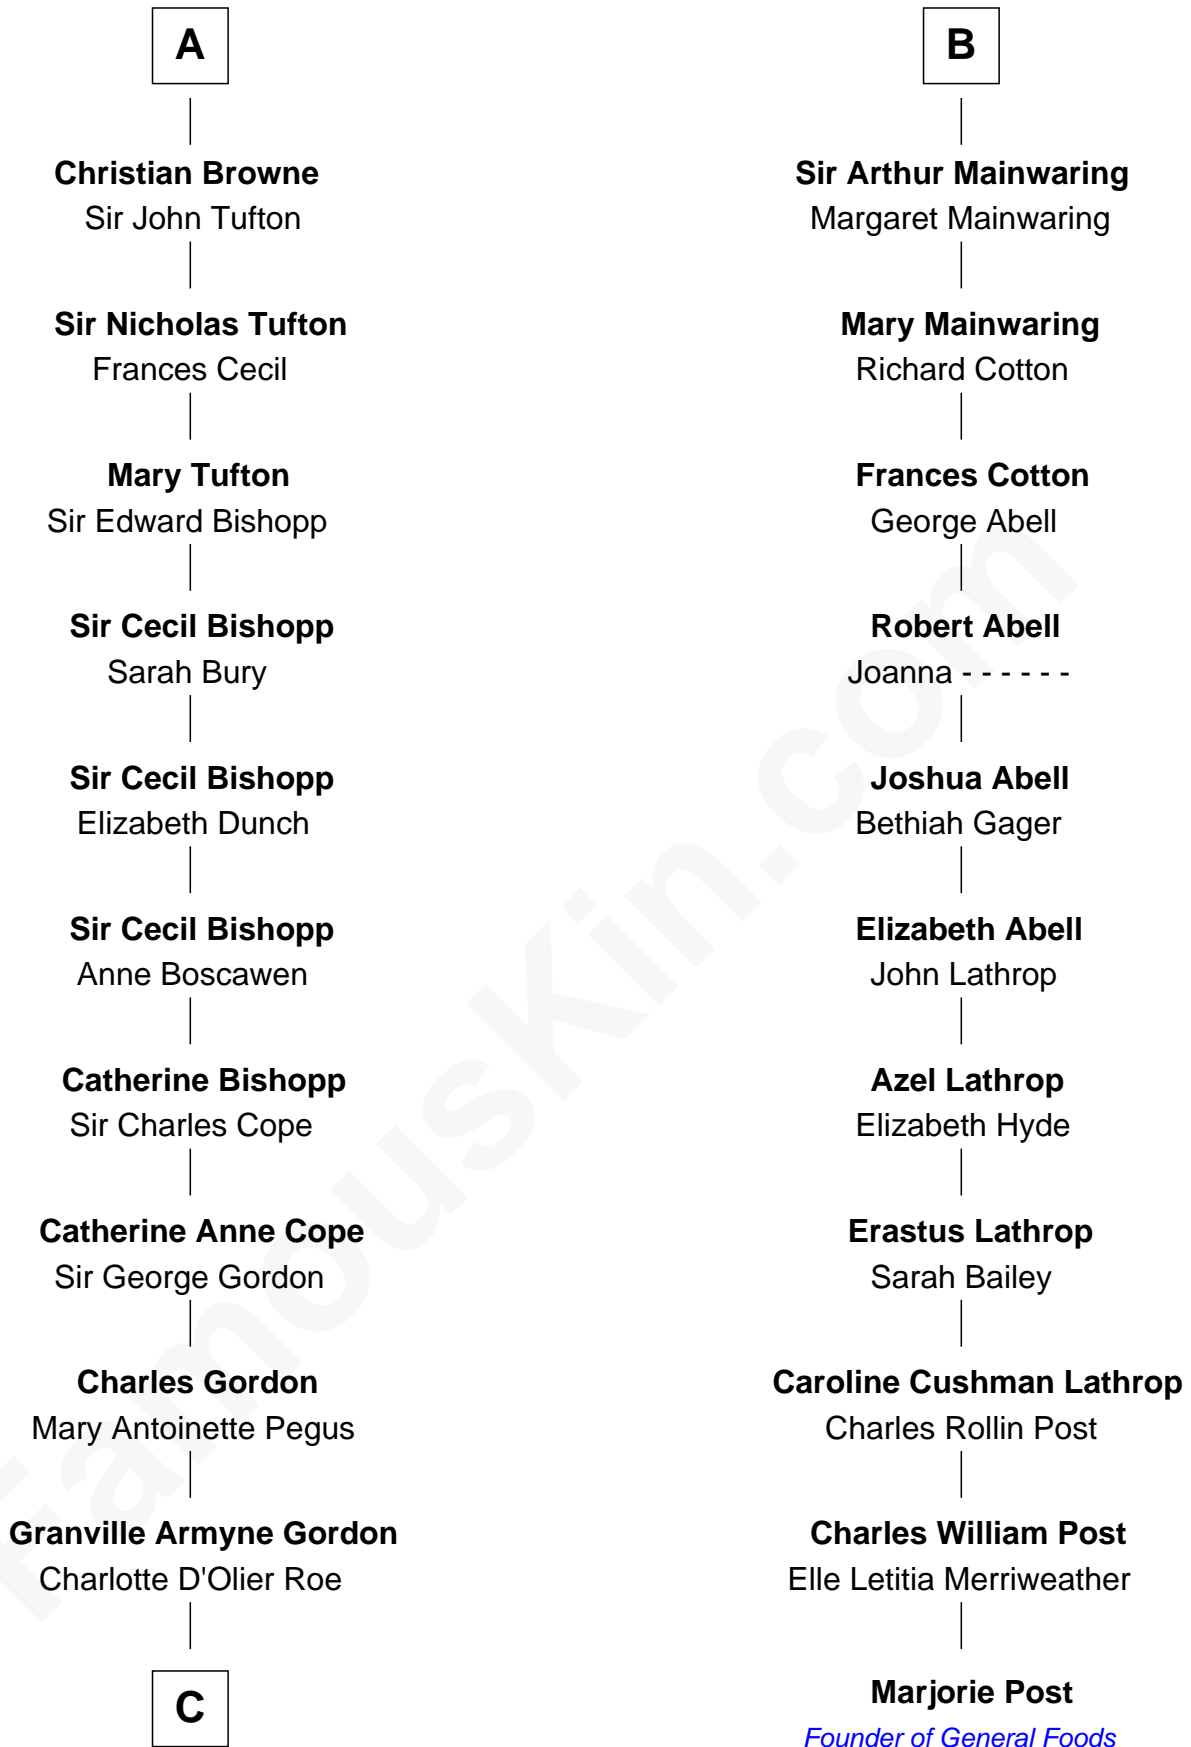 A
Christian Browne
Sir John Tufton
Sir Nicholas Tufton
Frances Cecil
Mary Tufton
Sir Edward Bishopp
Sir Cecil Bishopp
Sarah Bury
Sir Cecil Bishopp
Elizabeth Dunch
Sir Cecil Bishopp
Anne Boscawen
Catherine Bishopp
Sir Charles Cope
Catherine Anne Cope
Sir George Gordon
Charles Gordon
Mary Antoinette Pegus
Granville Armyne Gordon
Charlotte D'Olier Roe
C
B
Sir Arthur Mainwaring
Margaret Mainwaring
Mary Mainwaring
Richard Cotton
Frances Cotton
George Abell
Robert Abell
Joanna - - - - - -
Joshua Abell
Bethiah Gager
Elizabeth Abell
John Lathrop
Azel Lathrop
Elizabeth Hyde
Erastus Lathrop
Sarah Bailey
Caroline Cushman Lathrop
Charles Rollin Post
Charles William Post
Elle Letitia Merriweather
Marjorie Post
Founder of General Foods
FamousKin.com